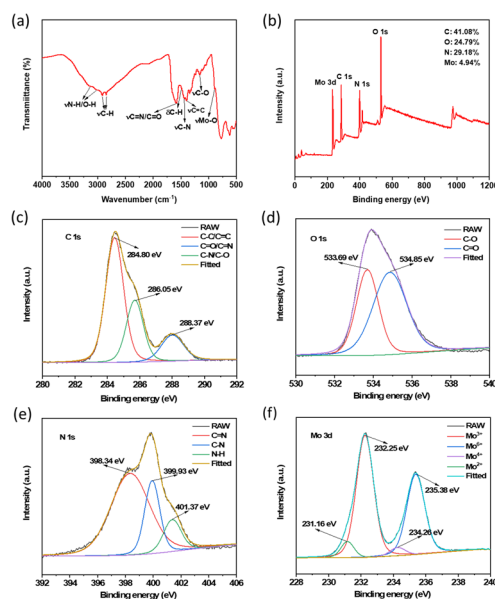 (a)
Transmiittance (%)
νN-H/O-H
νC-H
νC=N/C=O
δC-H
νC-N
νC=C
νC-O
νMo-O
4000 3500 3000 2500 2000 1500 1000 500
Wavenumber (cm-1)
(b)
Intensity (a.u.)
Mo 3d
C 1s
N 1s
O 1s
C: 41.08%
O: 24.79%
N: 29.18%
Mo: 4.94%
0 200 400 600 800 1000 1200
Binding energy (eV)
(c)
C 1s
RAW
C-C/C=C
C=O/C=N
C-N/C-O
Fitted
284.80 eV
286.05 eV
288.37 eV
Intensity (a.u.)
280 282 284 286 288 290 292
Binding energy (eV)
(d)
O 1s
RAW
C-O
C=O
Fitted
533.69 eV
534.85 eV
Intensity (a.u.)
530 535 540
Binding energy (eV)
(e)
N 1s
RAW
C=N
C-N
N-H
Fitted
398.34 eV
399.93 eV
401.37 eV
Intensity (a.u.)
392 394 396 398 400 402 404 406
Binding energy (eV)
(f)
Mo 3d
RAW
Mo4+
Mo2+
Fitted
232.25 eV
235.38 eV
231.16 eV
234.26 eV
Intensity (a.u.)
228 230 232 234 236 238 240
Binding energy (eV)